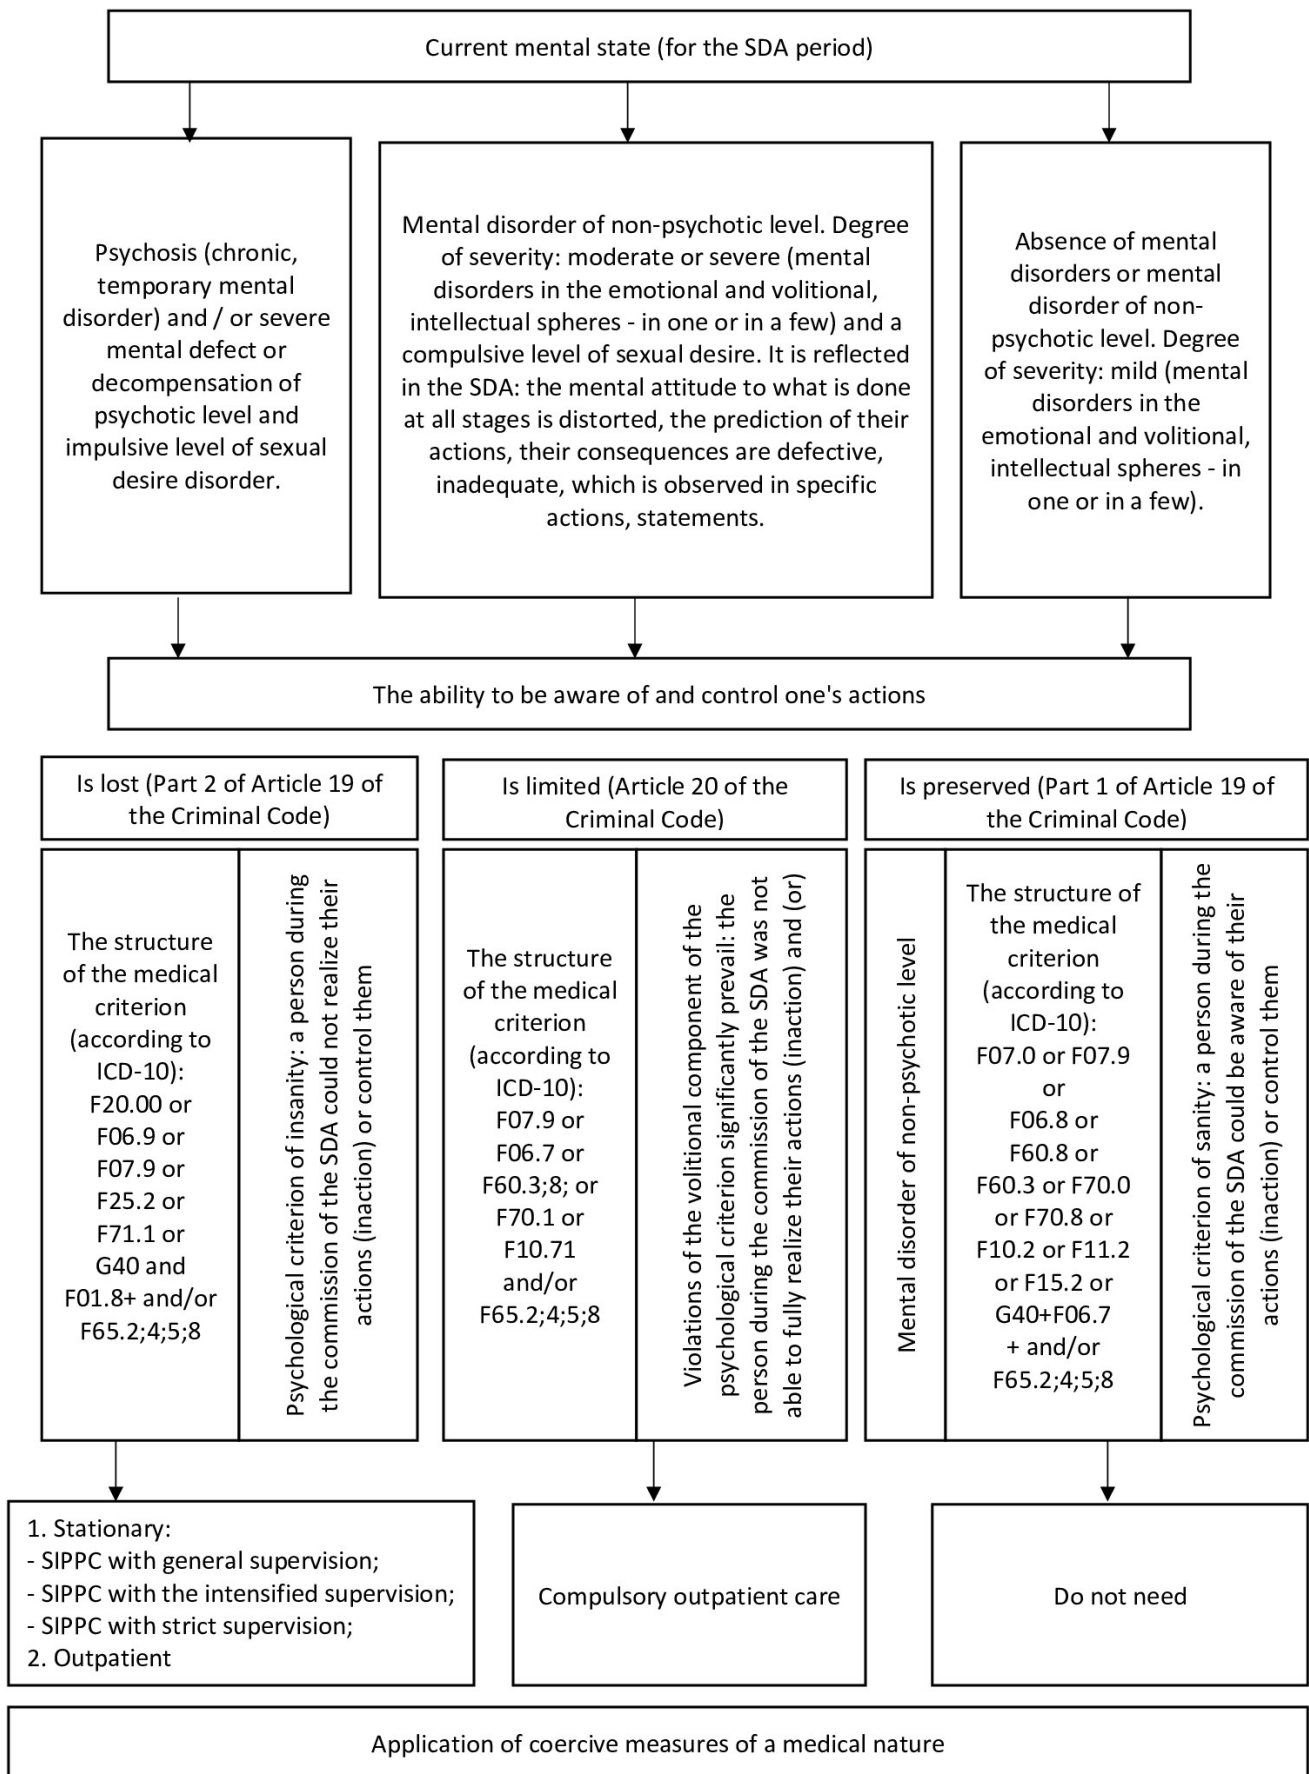 Current mental state (for the SDA period)
Psychosis (chronic,
temporary mental
disorder) and / or severe
mental defect or
decompensation of
psychotic level and
impulsive level of sexual
desire disorder.
Mental disorder of non-psychotic level. Degree
of severity: moderate or severe (mental
disorders in the emotional and volitional,
intellectual spheres - in one or in a few) and a
compulsive level of sexual desire. It is reflected
in the SDA: the mental attitude to what is done
at all stages is distorted, the prediction of their
actions, their consequences are defective,
inadequate, which is observed in specific
actions, statements.
Absence of mental
disorders or mental
disorder of non-
psychotic level. Degree
of severity: mild (mental
disorders in the
emotional and volitional,
intellectual spheres - in
one or in a few).
The ability to be aware of and control one's actions
Is lost (Part 2 of Article 19 of
the Criminal Code)
Is limited (Article 20 of the
Criminal Code)
Is preserved (Part 1 of Article 19 of
the Criminal Code)
The structure
of the medical
criterion
(according to
ICD-10):
F20.00 or
F06.9 or
F07.9 or
F25.2 or
F71.1 or
G40 and
F01.8+ and/or
F65.2;4;5;8
Psychological criterion of insanity: a person during
the commission of the SDA could not realize their
actions (inaction) or control them
The structure
of the medical
criterion
(according to
ICD-10):
F07.9 or
F06.7 or
F60.3;8; or
F70.1 or
F10.71
and/or
F65.2;4;5;8
Violations of the volitional component of the
psychological criterion significantly prevail: the
person during the commission of the SDA was not
able to fully realize their actions (inaction) and (or)
Mental disorder of non-psychotic level
The structure of
the medical
criterion
(according to
ICD-10):
F07.0 or F07.9
or
F06.8 or
F60.8 or
F60.3 or F70.0
or F70.8 or
F10.2 or F11.2
or F15.2 or
G40+F06.7
+ and/or
F65.2;4;5;8
Psychological criterion of sanity: a person during the
commission of the SDA could be aware of their
actions (inaction) or control them
1. Stationary:
- SIPPC with general supervision;
- SIPPC with the intensified supervision;
- SIPPC with strict supervision;
2. Outpatient
Compulsory outpatient care
Do not need
Application of coercive measures of a medical nature